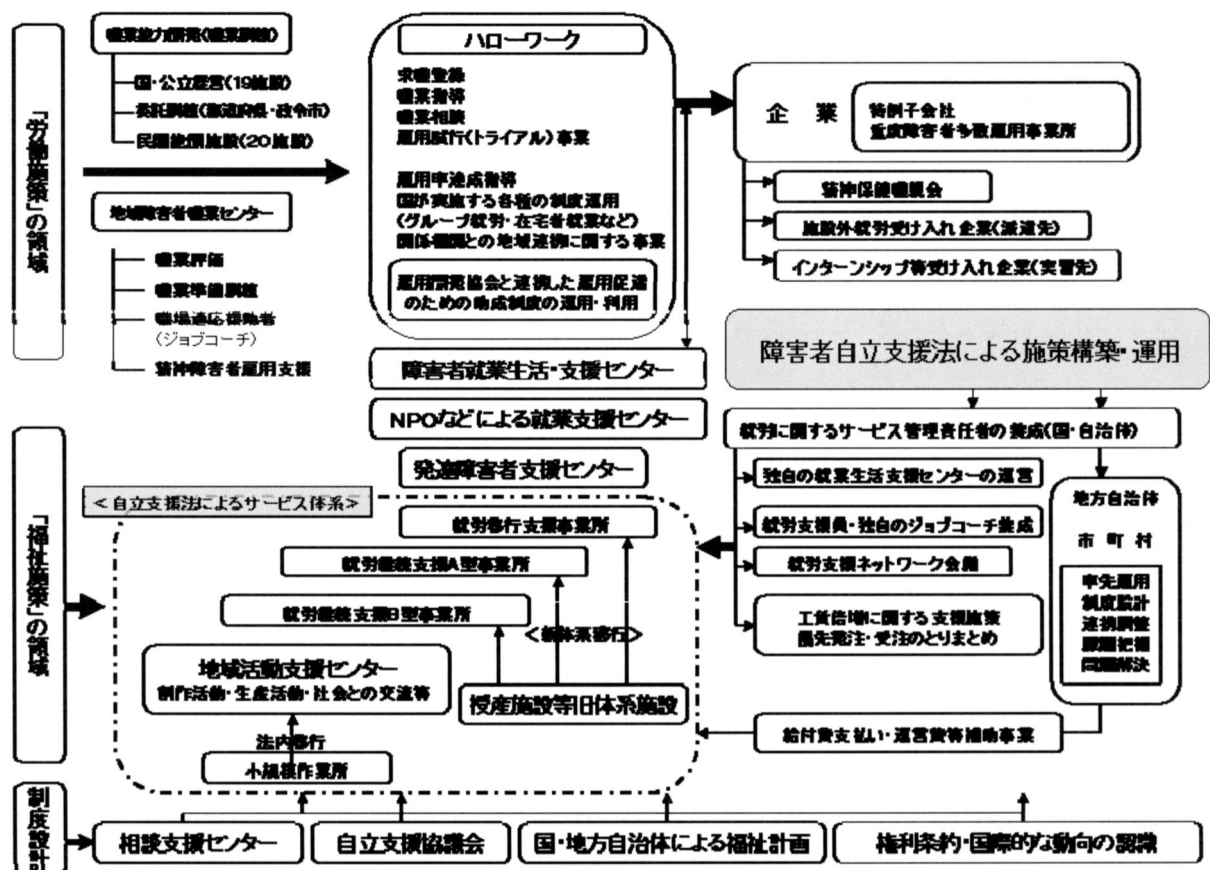 「労働施策」の領域
職業能力開発(職業訓練)
国・公立経営(19施設)
委託訓練(都道府県・政令市)
民間施設(20施設)
地域障害者職業センター
職業評価
職業準備訓練
職場適応援助者
(ジョブコーチ)
精神障害者雇用支援
ハローワーク
求職登録
職業指導
職業相談
雇用試行(トライアル)事業
雇用率達成指導
国が実施する各種の制度運用
(グループ就労・在宅者就業など)
関係機関との地域連携に関する事業
雇用開発協会と連携した雇用促進
のための助成制度の運用・利用
企業
特例子会社
重度障害者多数雇用事業所
精神保健職親会
施設外就労受け入れ企業(派遣先)
インターンシップ等受け入れ企業(実習先)
障害者就業生活・支援センター
NPOなどによる就業支援センター
発達障害者支援センター
障害者自立支援法による施策構築・運用
就労に関するサービス管理責任者の養成(国・自治体)
独自の就業生活支援センターの運営
就労支援員・独自のジョブコーチ養成
就労支援ネットワーク会議
工賃倍増に関する支援施策
優先発注・受注のとりまとめ
地方自治体
市町村
率先雇用
制度設計
連携調整
課題把握
問題解決
給付費支払い・運営費等補助事業
「福祉施策」の領域
<自立支援法によるサービス体系>
就労移行支援事業所
就労継続支援A型事業所
就労継続支援B型事業所
<新体系移行>
地域活動支援センター
創作活動・生産活動・社会との交流等
授産施設等旧体系施設
法内移行
小規模作業所
制度設計
相談支援センター
自立支援協議会
国・地方自治体による福祉計画
権利条約・国際的な動向の認識